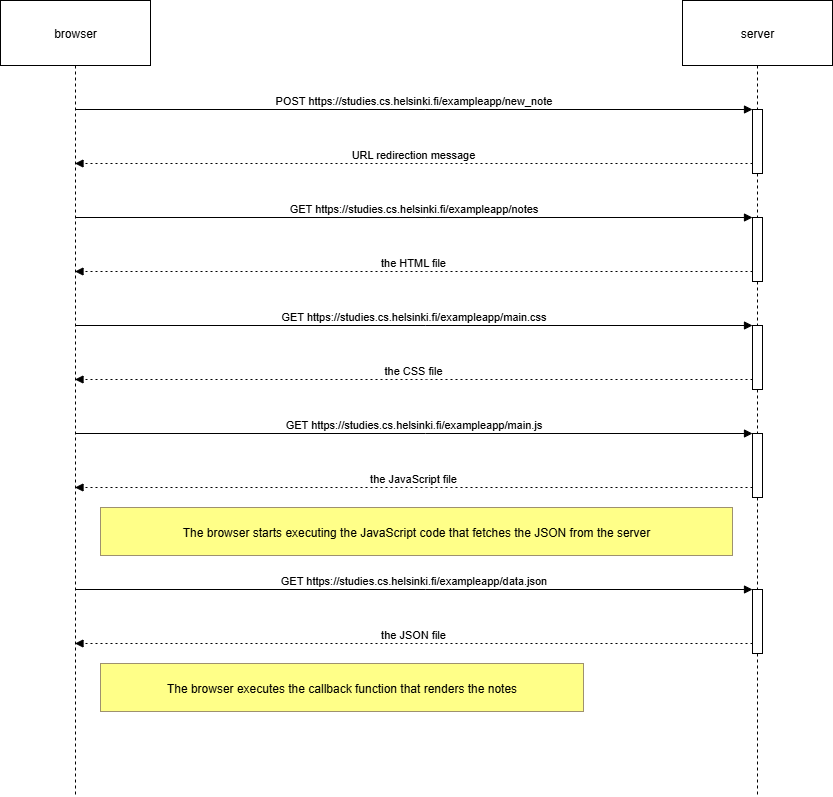 browser
server
POST https://studies.cs.helsinki.fi/exampleapp/new_note
URL redirection message
GET https://studies.cs.helsinki.fi/exampleapp/notes
the HTML file
GET https://studies.cs.helsinki.fi/exampleapp/main.css
the CSS file
GET https://studies.cs.helsinki.fi/exampleapp/main.js
the JavaScript file
The browser starts executing the JavaScript code that fetches the JSON from the server
GET https://studies.cs.helsinki.fi/exampleapp/data.json
the JSON file
The browser executes the callback function that renders the notes